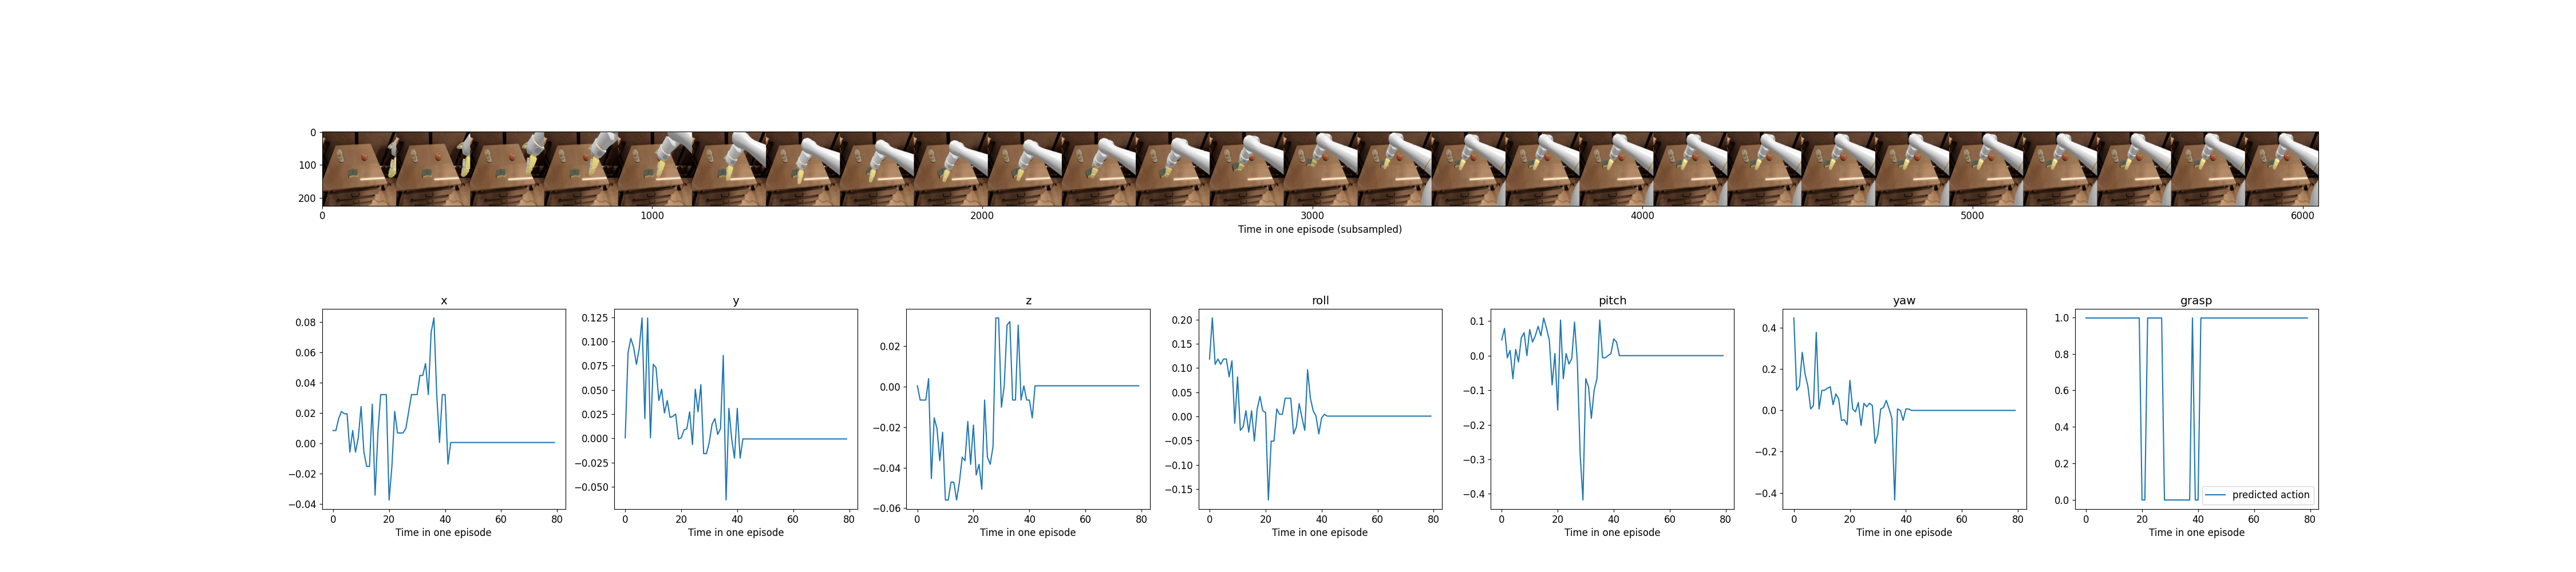 0
100
200
0 1000 2000 3000 4000 5000 6000
Time in one episode (subsampled)
x
0.08
0.06
0.04
0.02
0.00
−0.02
−0.04
0 20 40 60 80
Time in one episode
y
0.125
0.100
0.075
0.050
0.025
0.000
−0.025
−0.050
0 20 40 60 80
Time in one episode
z
0.02
0.00
−0.02
−0.04
−0.06
0 20 40 60 80
Time in one episode
roll
0.20
0.15
0.10
0.05
0.00
−0.05
−0.10
−0.15
0 20 40 60 80
Time in one episode
pitch
0.1
0.0
−0.1
−0.2
−0.3
−0.4
0 20 40 60 80
Time in one episode
yaw
0.4
0.2
0.0
−0.2
−0.4
0 20 40 60 80
Time in one episode
grasp
1.0
0.8
0.6
0.4
0.2
0.0
predicted action
0 20 40 60 80
Time in one episode